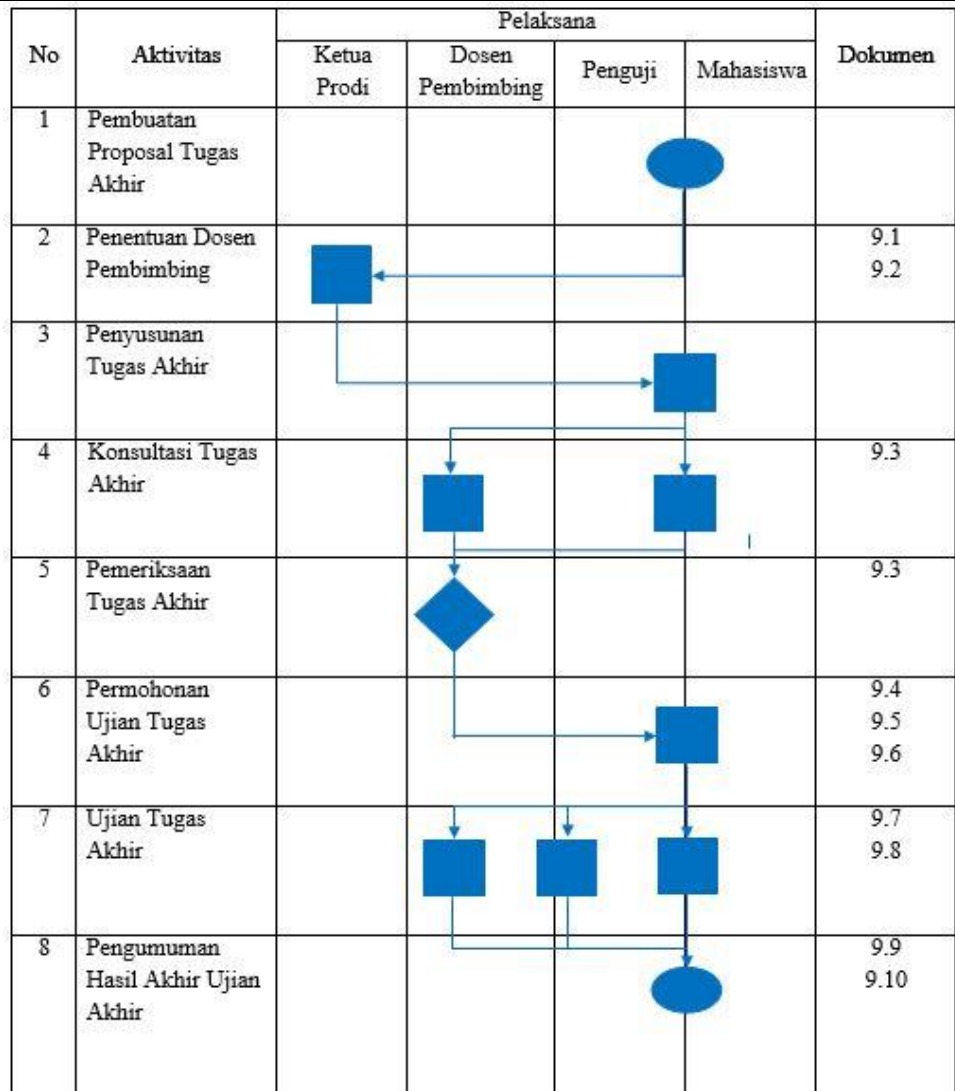 Pelaksana
No Aktivitas Ketua Prodi Dosen Pembimbing Penguji Mahasiswa Dokumen
1 Pembuatan
Proposal Tugas
Akhir
2 Penentuan Dosen 9.1
Pembimbing 9.2
3 Penyusunan
Tugas Akhir
4 Konsultasi Tugas 9.3
Akhir
5 Pemeriksaan 9.3
Tugas Akhir
6 Permohonan 9.4
Ujian Tugas 9.5
Akhir 9.6
7 Ujian Tugas 9.7
Akhir 9.8
8 Pengumuman 9.9
Hasil Akhir Ujian 9.10
Akhir